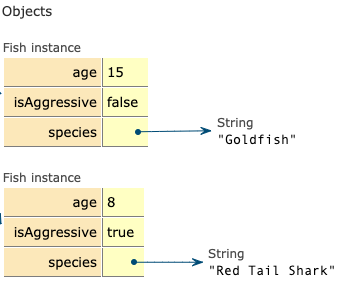 Objects
Fish instance
age 15
isAggressive false
species
String
"Goldfish"
Fish instance
age 8
isAggressive true
species
String
"Red Tail Shark"